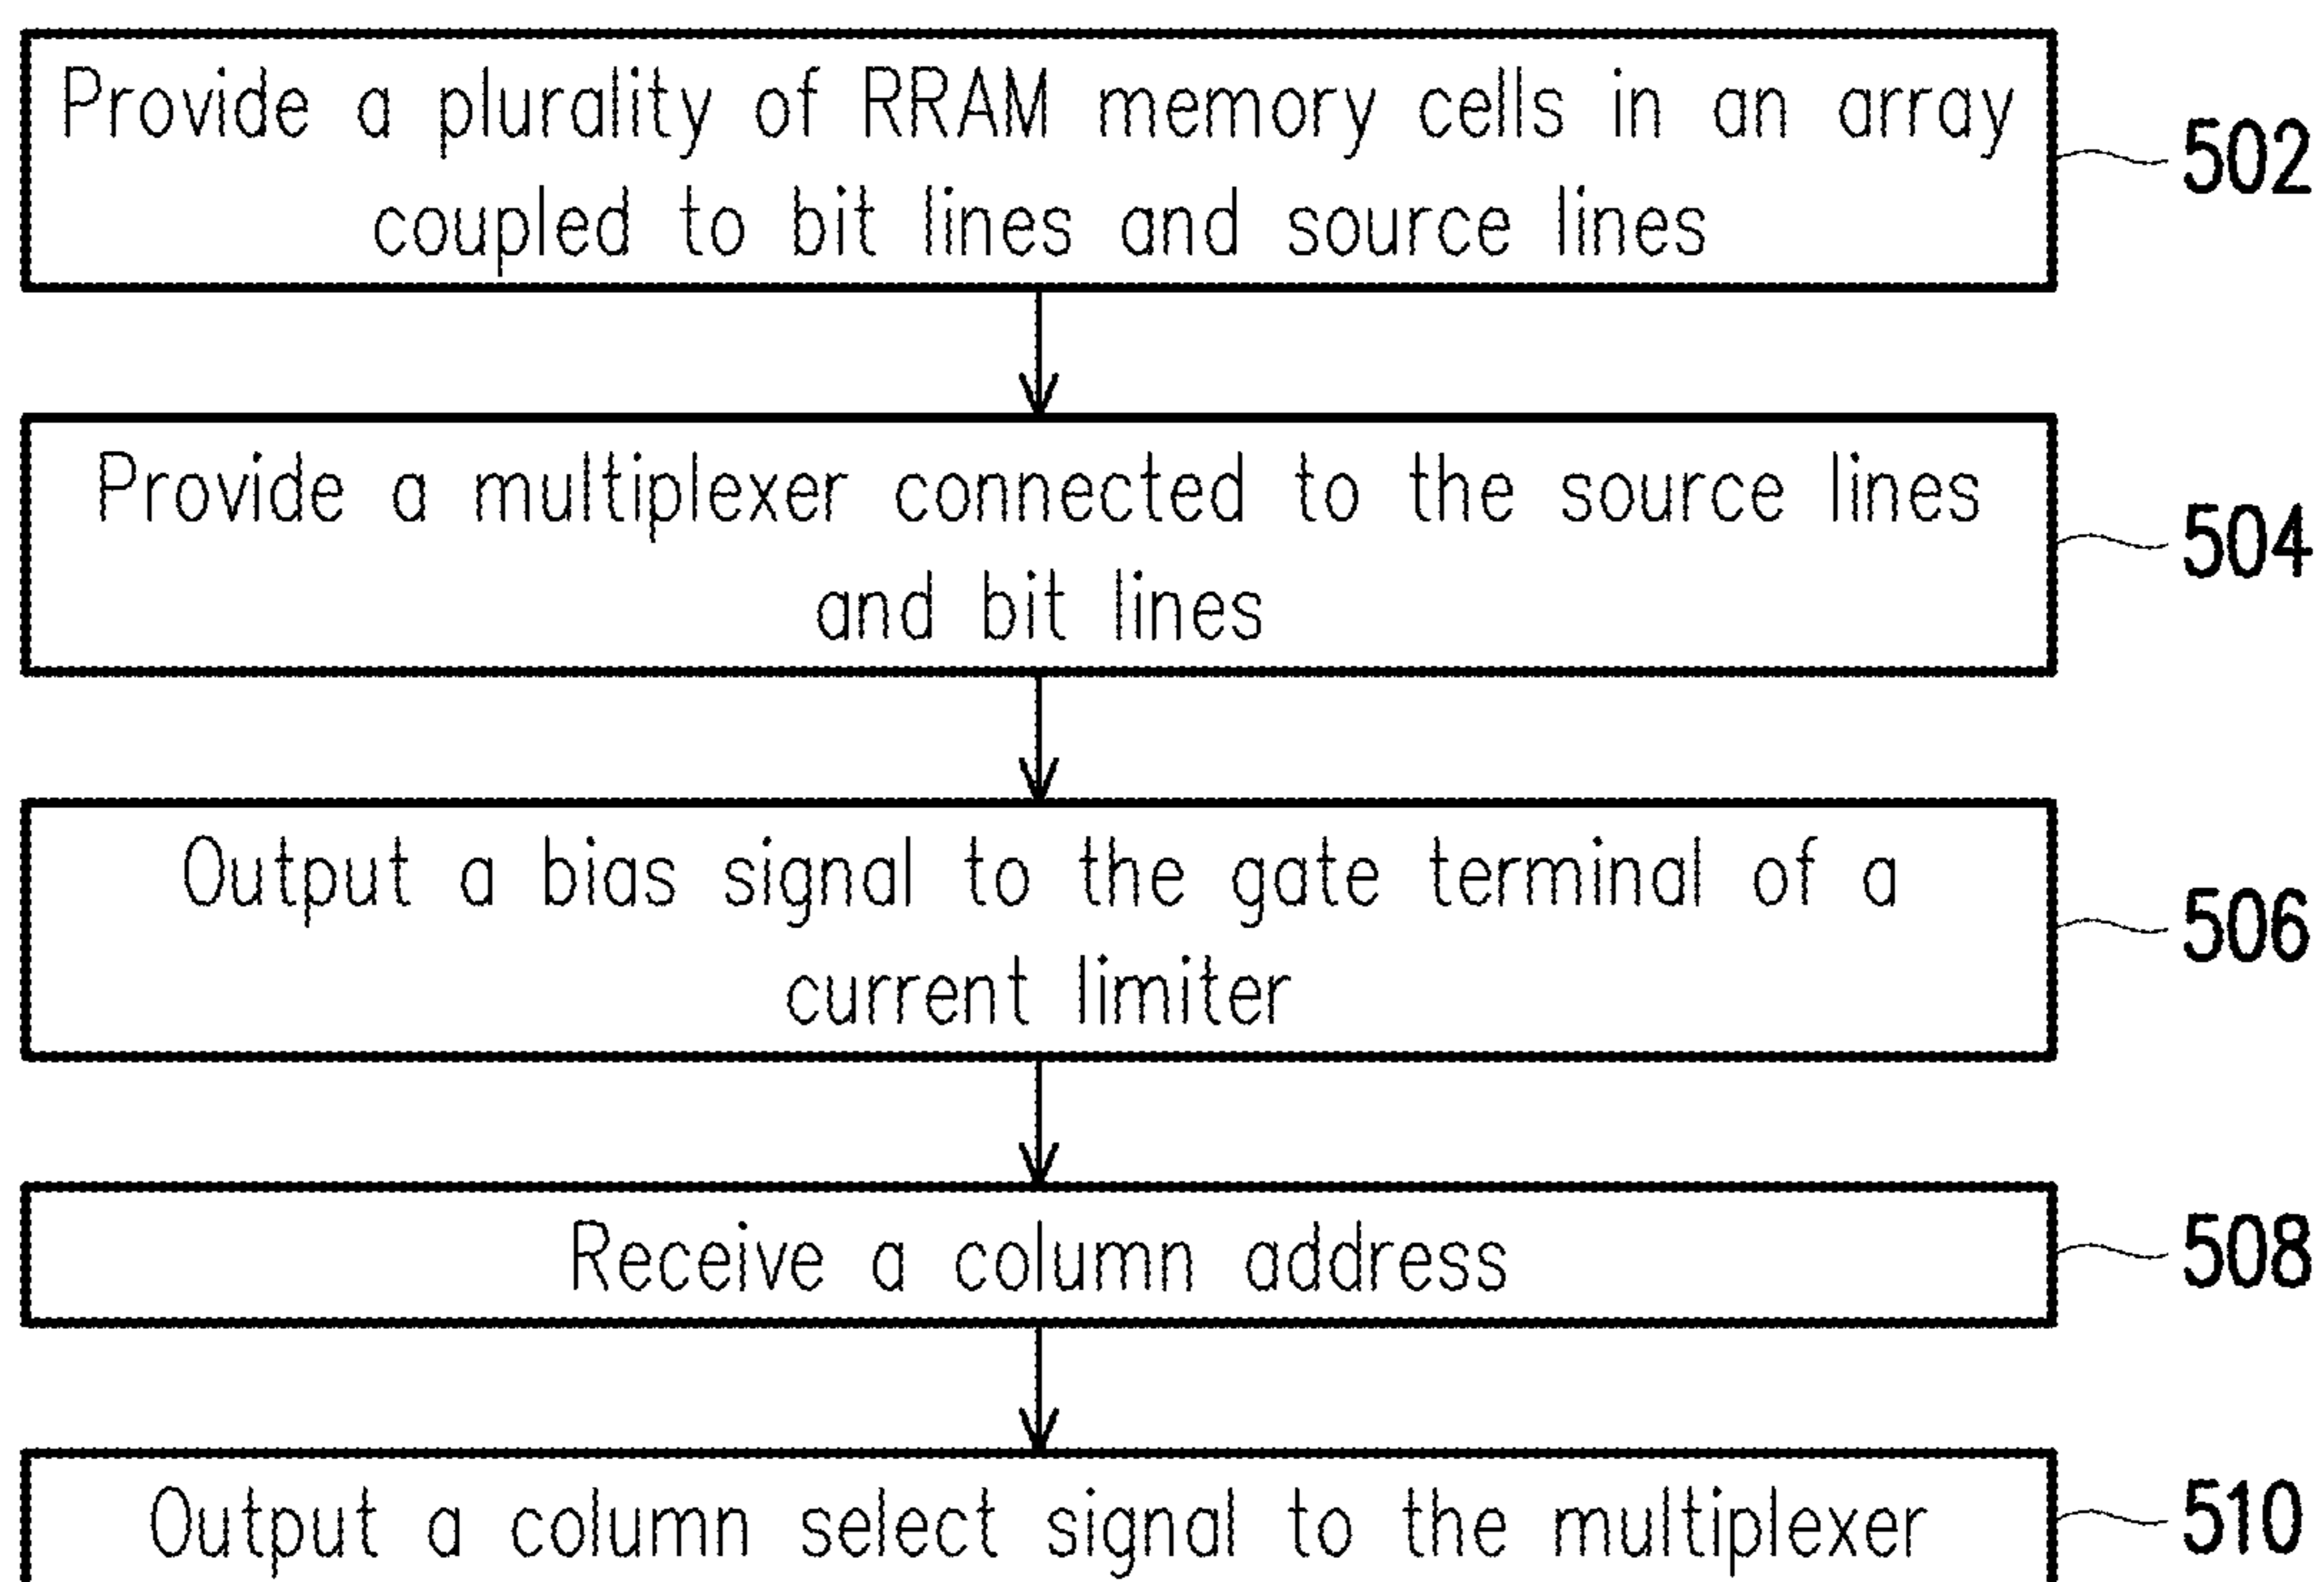 Provide a plurality of RRAM memory cells in an array
coupled to bit lines and source lines
502
Provide a multiplexer connected to the source lines
and bit lines
504
Output a bias signal to the gate terminal of a
current limiter
506
Receive a column address
508
Output a column select signal to the multiplexer
510